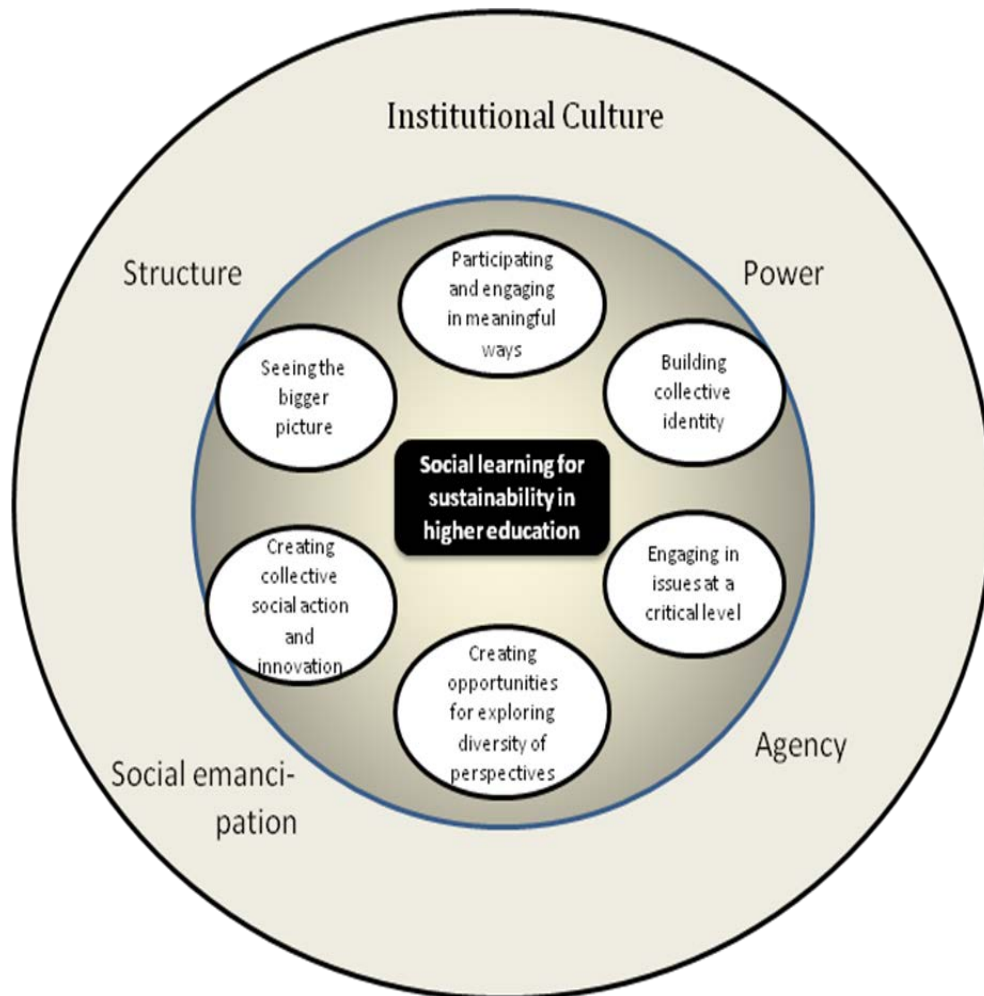 Institutional Culture
Structure
Power
Participating
and engaging
in meaningful
ways
Seeing the
bigger
picture
Building
collective
identity
Social learning for
sustainability in
higher education
Creating
collective
social action
and
innovation
Engaging in
issues at a
critical level
Creating
opportunities
for exploring
diversity of
perspectives
Agency
Social emanci-
pation